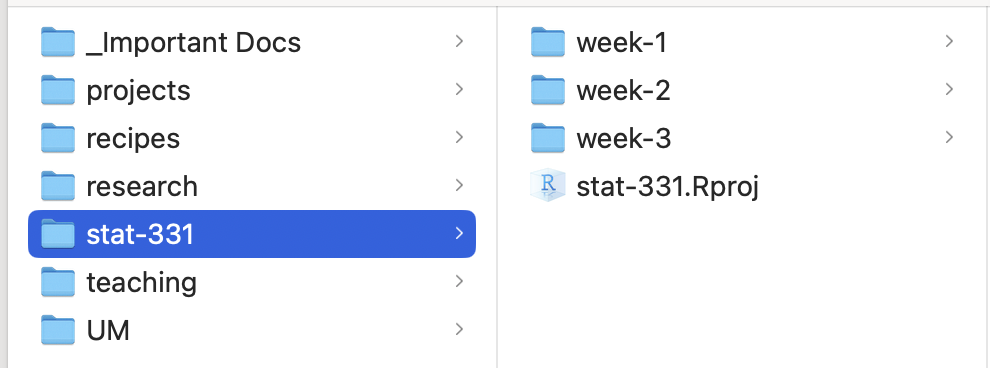 _Important Docs
projects
recipes
research
stat-331
teaching
UM
week-1
week-2
week-3
R
stat-331.Rproj